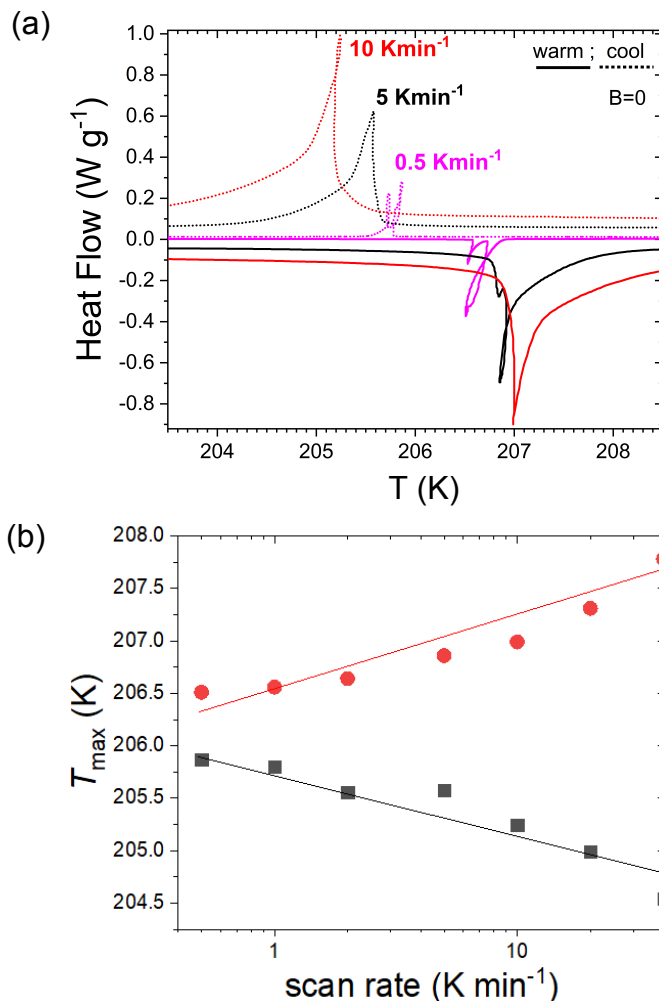 (a)
1.0
0.8
0.6
0.4
0.2
0.0
-0.2
-0.4
-0.6
-0.8
Heat Flow (W g⁻¹)
10 Kmin⁻¹
5 Kmin⁻¹
0.5 Kmin⁻¹
warm ; cool
B=0
204 205 206 207 208
T (K)
(b)
208.0
207.5
207.0
206.5
206.0
205.5
205.0
204.5
T_max (K)
1 10
scan rate (K min⁻¹)